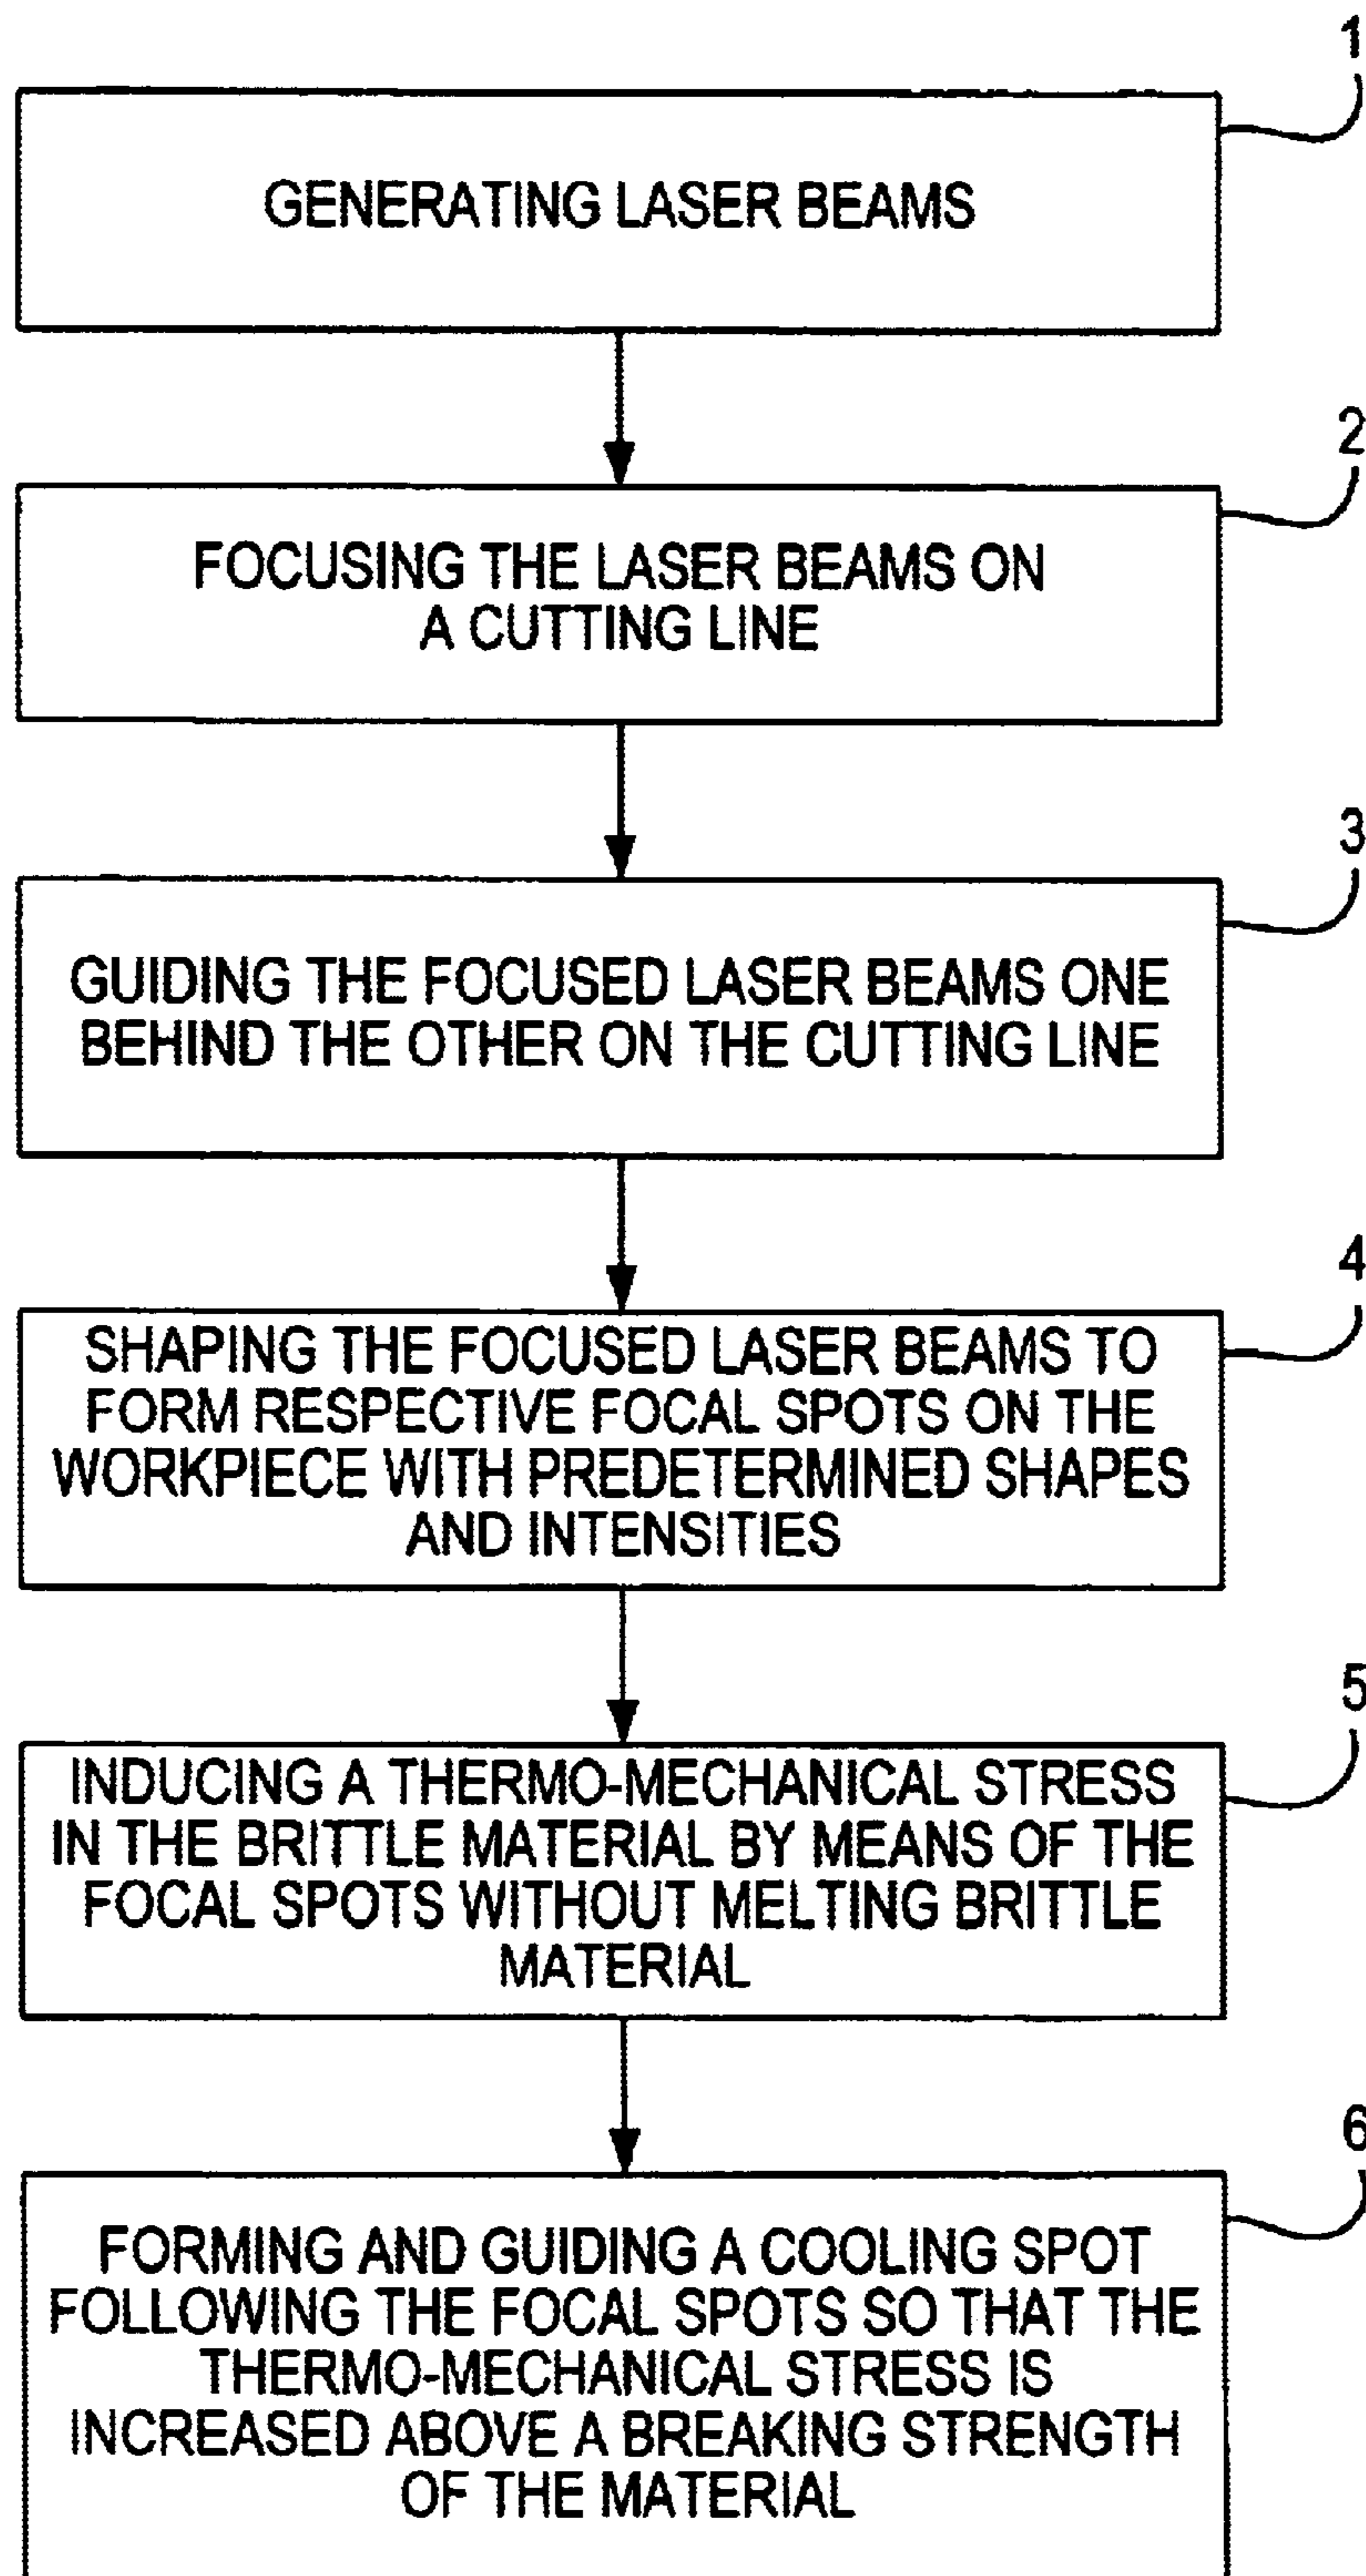 1
GENERATING LASER BEAMS
2
FOCUSING THE LASER BEAMS ON
A CUTTING LINE
3
GUIDING THE FOCUSED LASER BEAMS ONE
BEHIND THE OTHER ON THE CUTTING LINE
4
SHAPING THE FOCUSED LASER BEAMS TO
FORM RESPECTIVE FOCAL SPOTS ON THE
WORKPIECE WITH PREDETERMINED SHAPES
AND INTENSITIES
5
INDUCING A THERMO-MECHANICAL STRESS
IN THE BRITTLE MATERIAL BY MEANS OF THE
FOCAL SPOTS WITHOUT MELTING BRITTLE
MATERIAL
6
FORMING AND GUIDING A COOLING SPOT
FOLLOWING THE FOCAL SPOTS SO THAT THE
THERMO-MECHANICAL STRESS IS
INCREASED ABOVE A BREAKING STRENGTH
OF THE MATERIAL